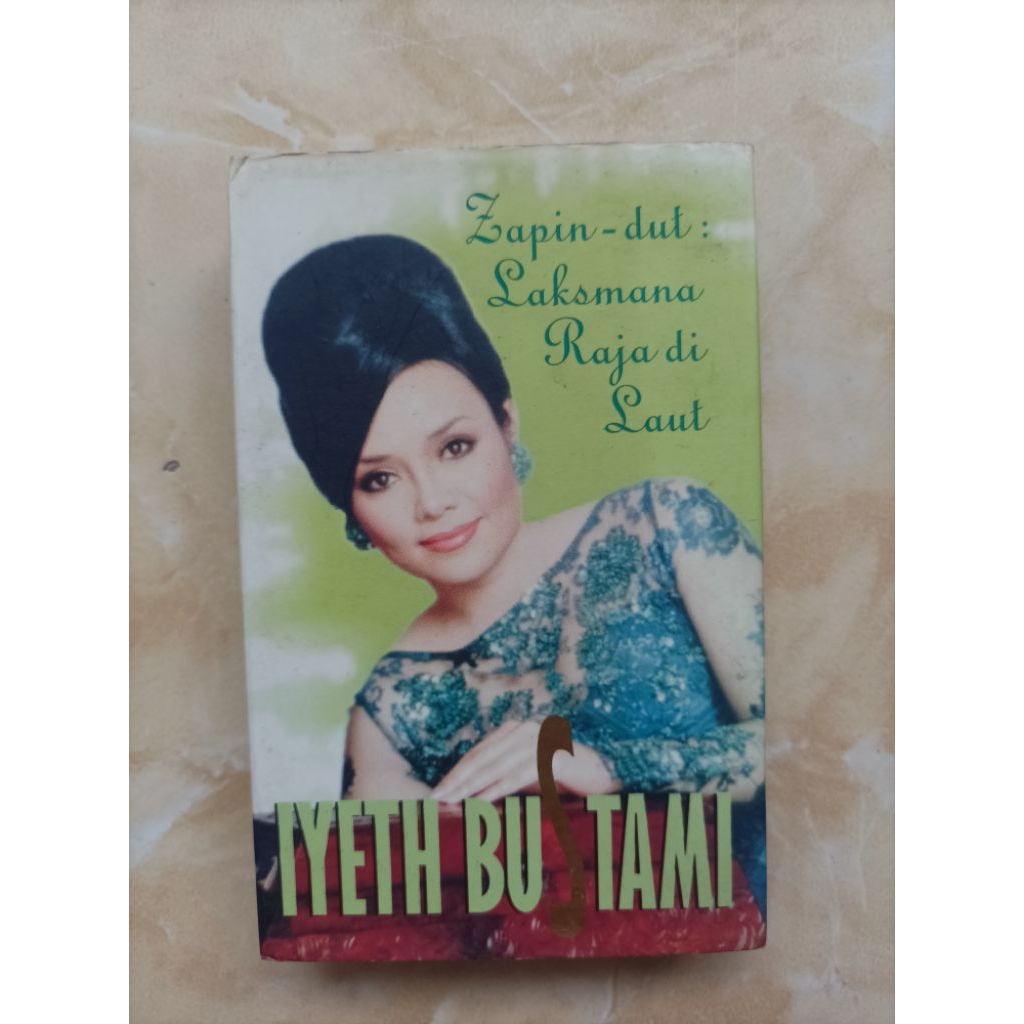 Zapin-dut :
Laksmana
Raja di
Laut
IYETH BUSTAMI